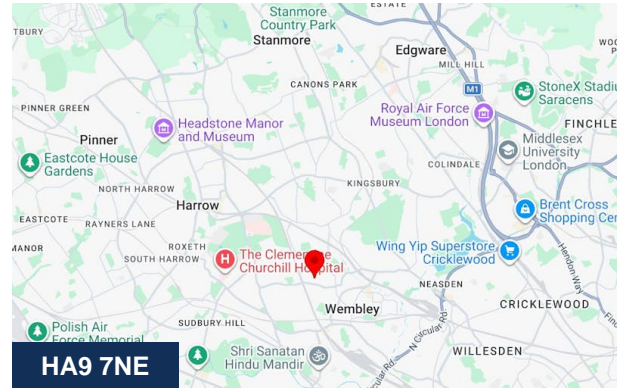 ESTATE
Stanmore
Country Park
TBURY
Stanmore
Edgware
WOO
MILL HILL
CANONS PARK
M1
StoneX Stadiu
Saracens
PINNER GREEN
Royal Air Force
Museum London
Headstone Manor
and Museum
FINCHLE
Pinner
Middlesex
University
London
Eastcote House
Gardens
COLINDALE
NORTH HARROW
KINGSBURY
Harrow
Brent Cross
Shopping Cen
EASTCOTE
RAYNERS LANE
MANOR
ROXETH
SOUTH HARROW
H
The Clementine
Churchill Hospital
Wing Yip Superstore
Cricklewood
Hendon Way
NEASDEN
Wembley
CRICKLEWOOD
Polish Air
Force Memorial
SUDBURY HILL
N Circular Rd
Shri Sanatan
Hindu Mandir
WILLESDEN
Finch
HA9 7NE